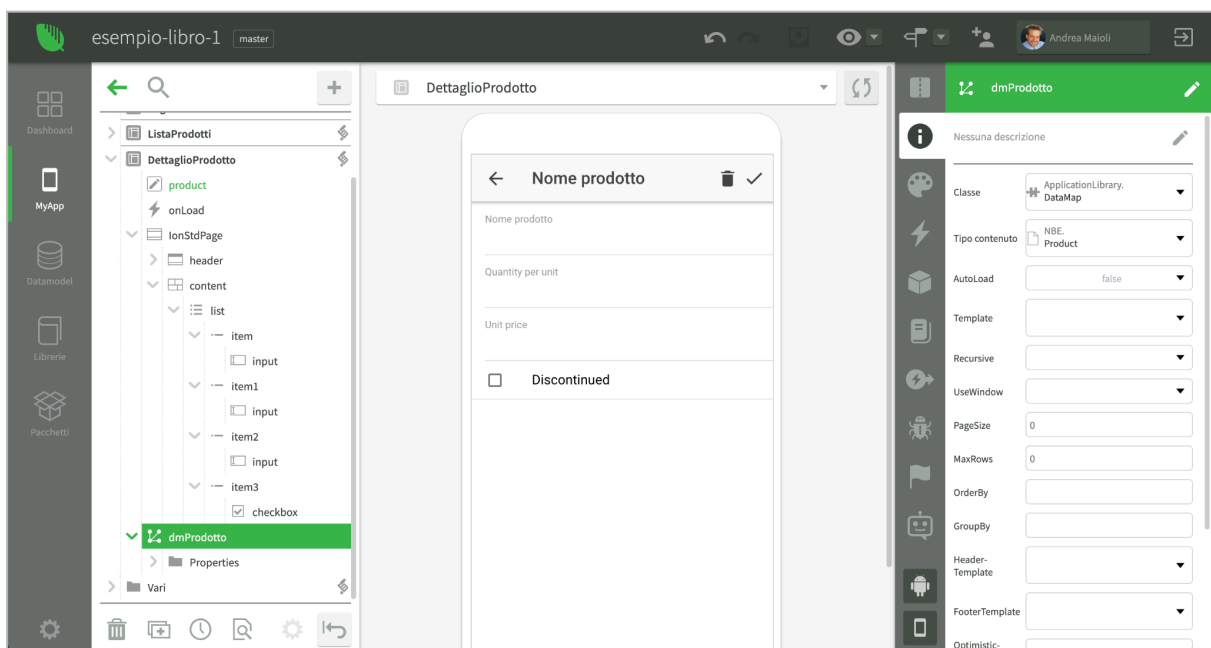 esempio-libro-1 master
Andrea Maioli
Dashboard
MyApp
Datamodel
Librerie
Pacchetti
ListaProdotti
DettaglioProdotto
product
onLoad
IonStdPage
header
content
list
item
input
item1
input
item2
input
item3
checkbox
dmProdotto
Properties
Vari
DettaglioProdotto
Nome prodotto
Nome prodotto
Quantity per unit
Unit price
Discontinued
dmProdotto
Nessuna descrizione
Classe
ApplicationLibrary.
DataMap
Tipo contenuto
NBE.
Product
AutoLoad false
Template
Recursive
UseWindow
PageSize 0
MaxRows 0
OrderBy
GroupBy
Header-
Template
FooterTemplate
Optimistic-